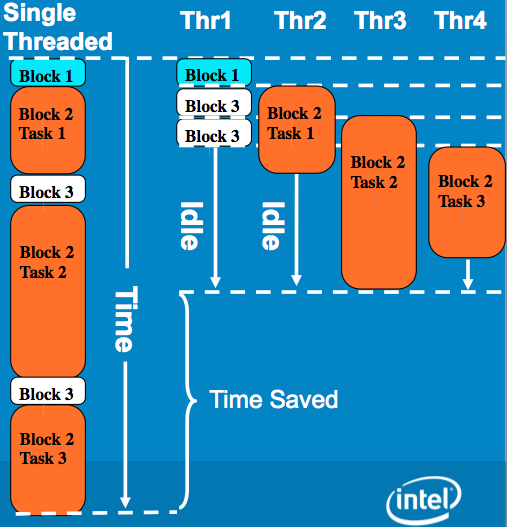 Single
Threaded
Thr1
Thr2
Thr3
Thr4
Block 1
Block 2
Task 1
Block 3
Block 2
Task 2
Block 3
Block 2
Task 3
Time
Block 1
Block 3
Block 3
Idle
Block 2
Task 1
Idle
Block 2
Task 2
Block 2
Task 3
Time Saved
intel